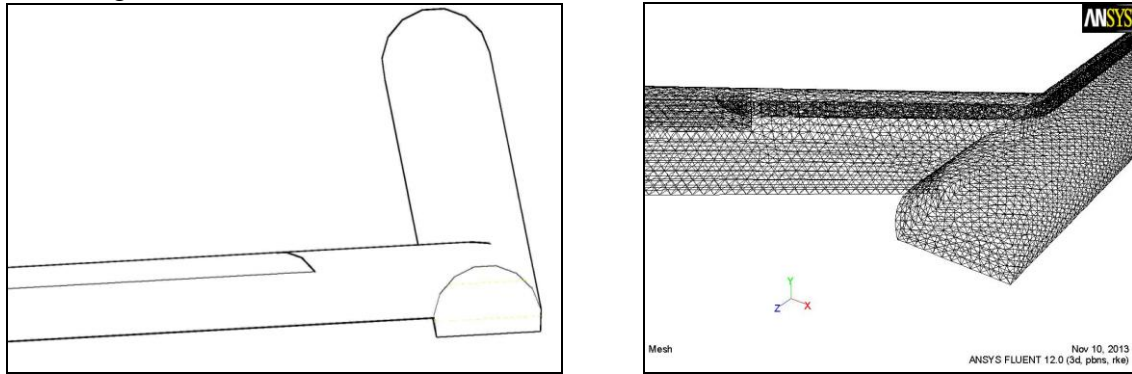 ANSYS
Y
Z
X
Mesh
Nov 10, 2013
ANSYS FLUENT 12.0 (3d, pbns, rke)